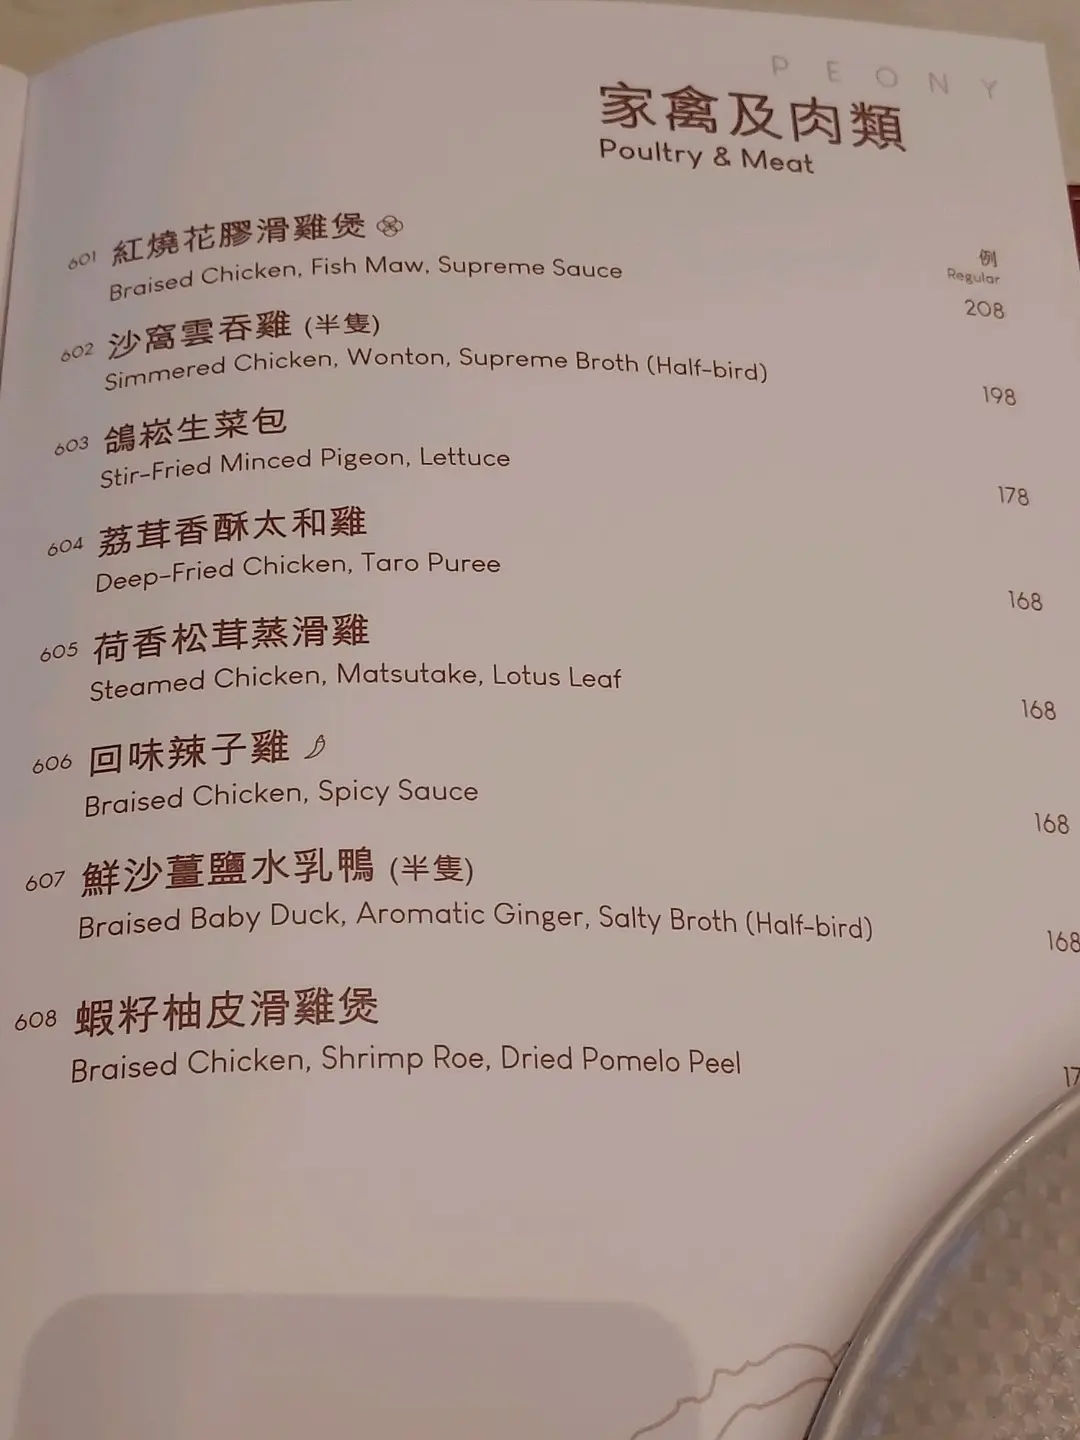 PEONY
家禽及肉類
Poultry & Meat
例
Regular
601 紅燒花膠滑雞煲
Braised Chicken, Fish Maw, Supreme Sauce
208
602 沙窩雲吞雞 (半隻)
Simmered Chicken, Wonton, Supreme Broth (Half-bird)
198
603 鴿崧生菜包
Stir-Fried Minced Pigeon, Lettuce
178
604 荔茸香酥太和雞
Deep-Fried Chicken, Taro Puree
168
605 荷香松茸蒸滑雞
Steamed Chicken, Matsutake, Lotus Leaf
168
606 回味辣子雞
Braised Chicken, Spicy Sauce
168
607 鮮沙薑鹽水乳鴨 (半隻)
Braised Baby Duck, Aromatic Ginger, Salty Broth (Half-bird)
168
608 蝦籽柚皮滑雞煲
Braised Chicken, Shrimp Roe, Dried Pomelo Peel